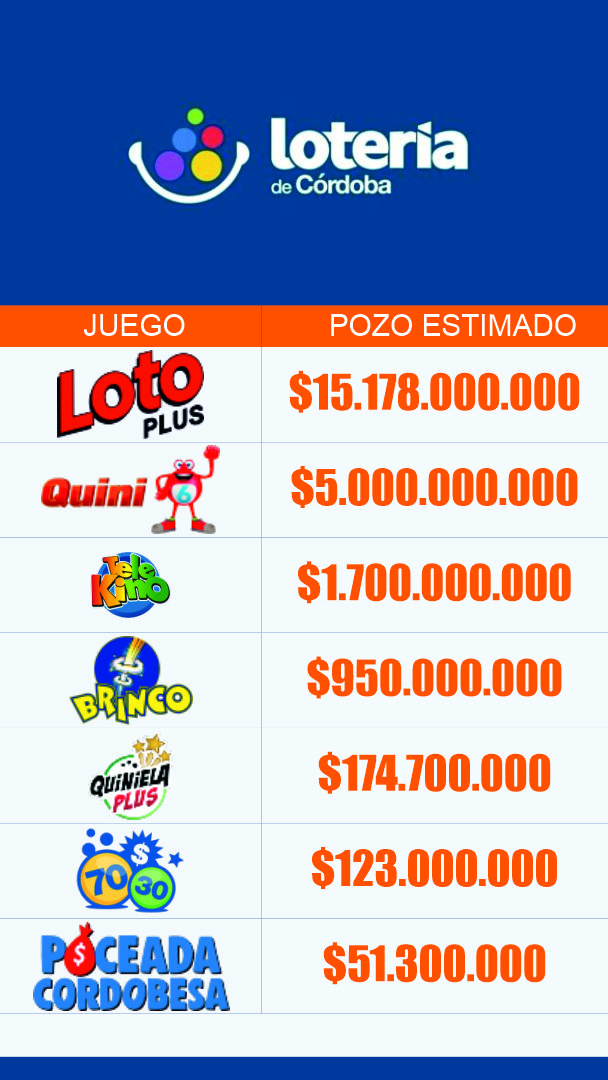 lotería
de Córdoba
JUEGO POZO ESTIMADO
Loto PLUS $15.178.000.000
Quini 6 $5.000.000.000
Tele Kino $1.700.000.000
BRINCO $950.000.000
QUiNiELA PLUS $174.700.000
$ 70 30 $123.000.000
P$CEADA CORDOBESA $51.300.000